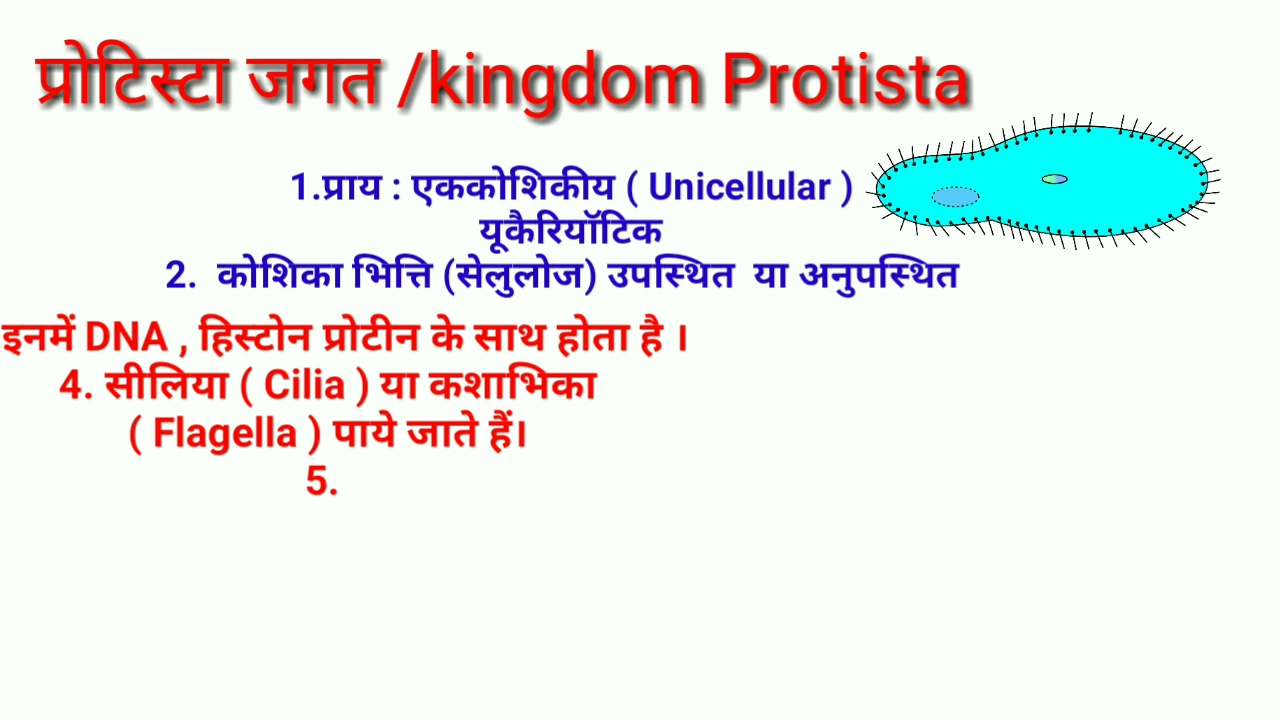 प्रोटिस्टा जगत /kingdom Protista
1.प्राय : एककोशिकीय ( Unicellular )
यूकैरियॉटिक
2. कोशिका भित्ति (सेलुलोज) उपस्थित या अनुपस्थित
इनमें DNA , हिस्टोन प्रोटीन के साथ होता है ।
4. सीलिया ( Cilia ) या कशाभिका
( Flagella ) पाये जाते हैं।
5.